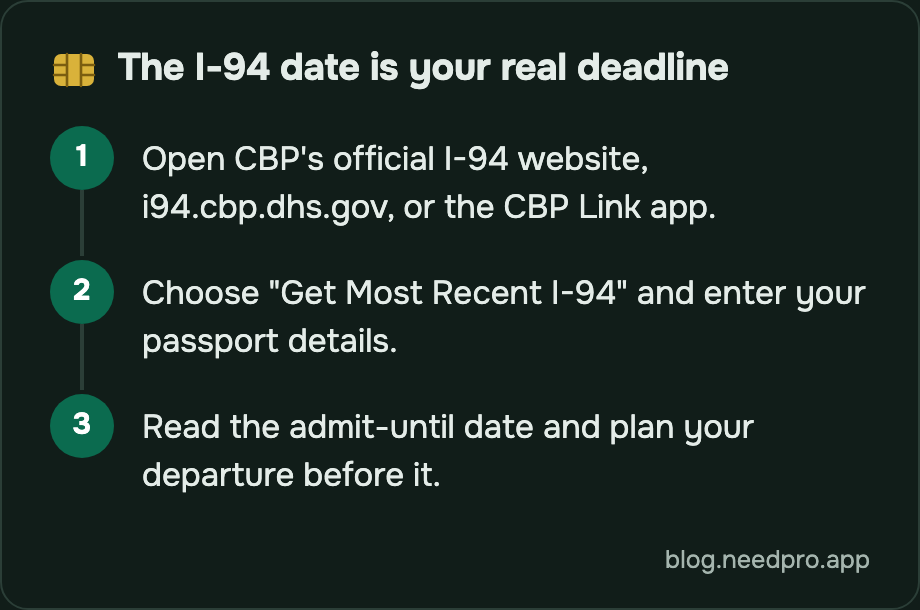 The I-94 date is your real deadline
1
Open CBP's official I-94 website,
i94.cbp.dhs.gov, or the CBP Link app.
2
Choose "Get Most Recent I-94" and enter your
passport details.
3
Read the admit-until date and plan your
departure before it.
blog.needpro.app